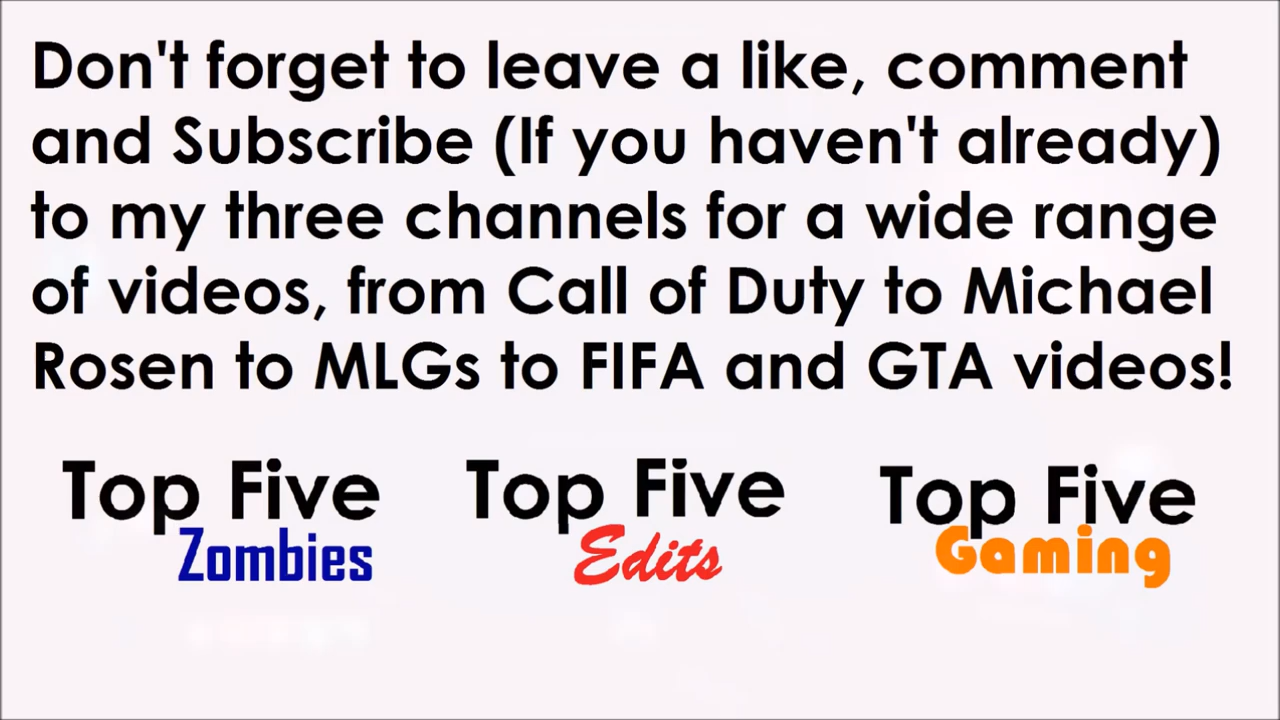 Don't forget to leave a like, comment
and Subscribe (If you haven't already)
to my three channels for a wide range
of videos, from Call of Duty to Michael
Rosen to MLGs to FIFA and GTA videos!
Top Five
Zombies
Top Five
Edits
Top Five
Gaming